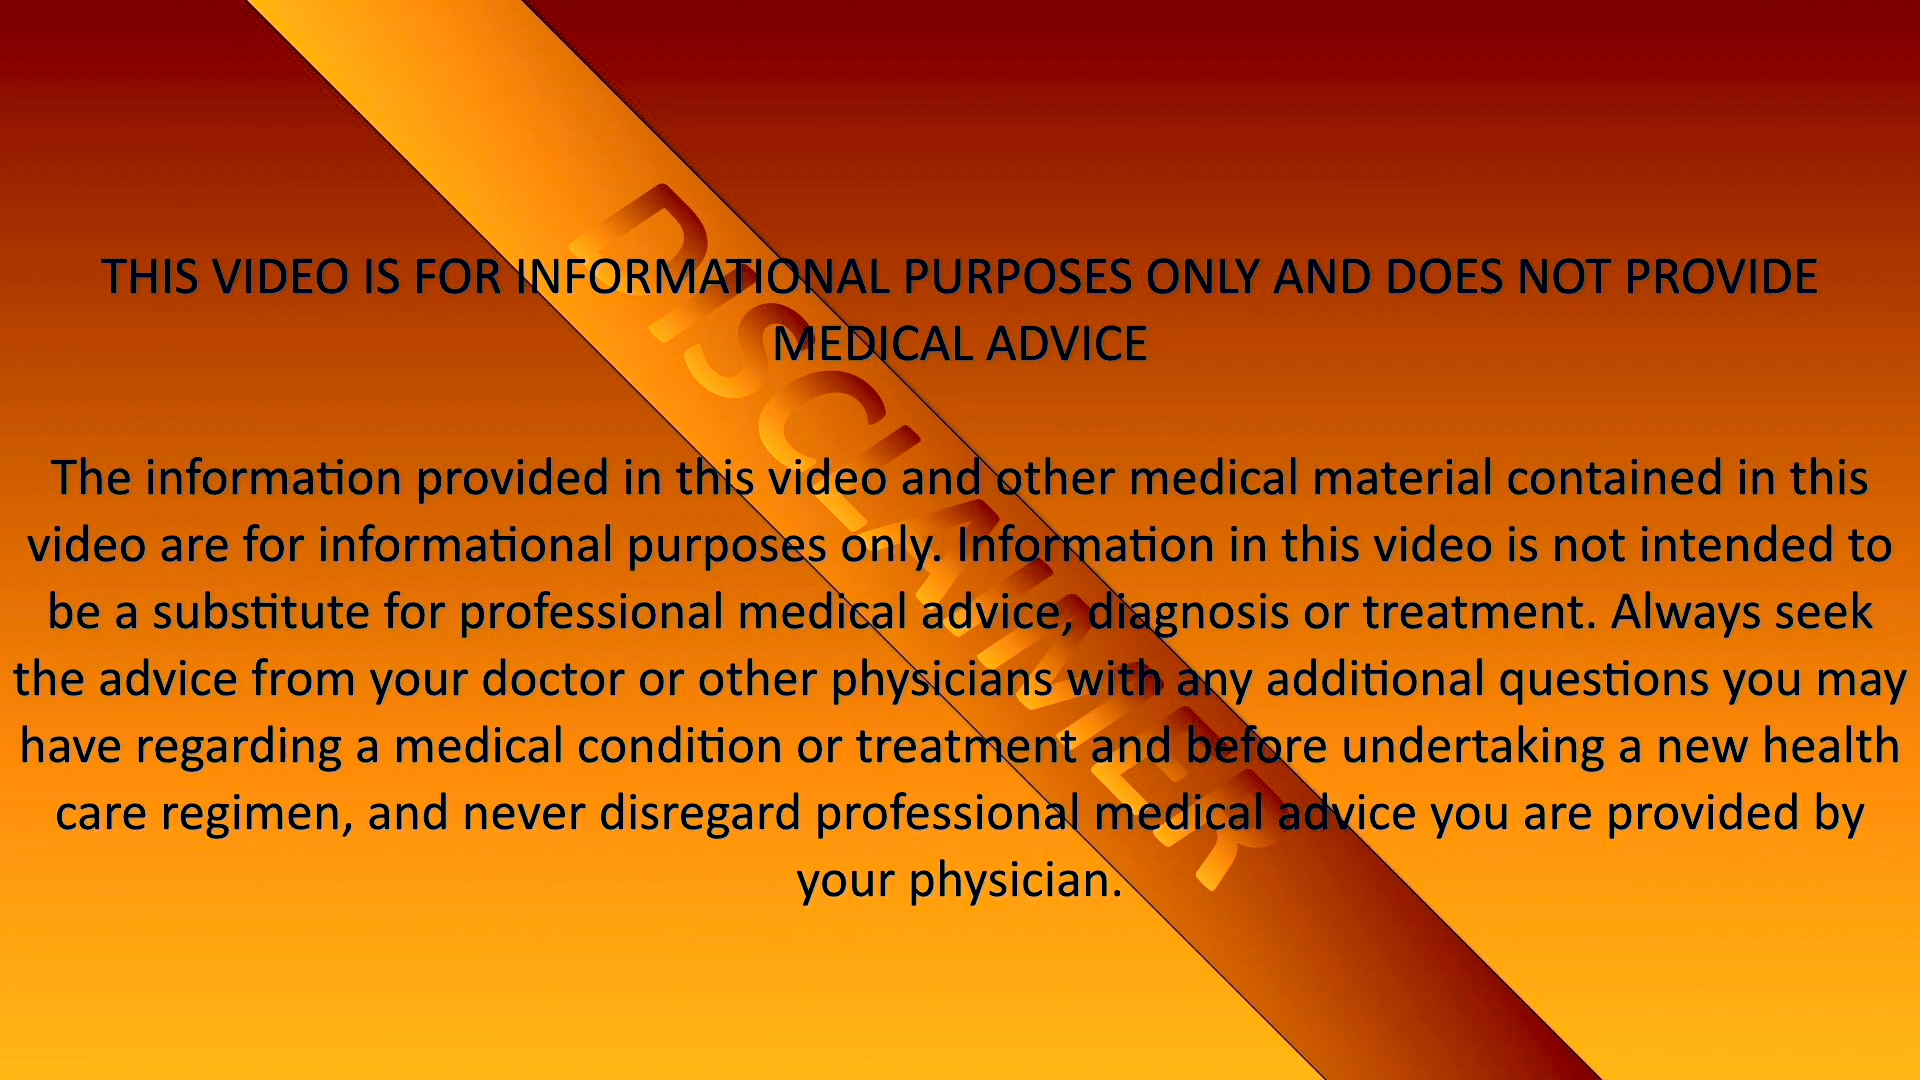 THIS VIDEO IS FOR INFORMATIONAL PURPOSES ONLY AND DOES NOT PROVIDE
MEDICAL ADVICE
The information provided in this video and other medical material contained in this
video are for informational purposes only. Information in this video is not intended to
be a substitute for professional medical advice, diagnosis or treatment. Always seek
the advice from your doctor or other physicians with any additional questions you may
have regarding a medical condition or treatment and before undertaking a new health
care regimen, and never disregard professional medical advice you are provided by
your physician.
DISCLAIMER